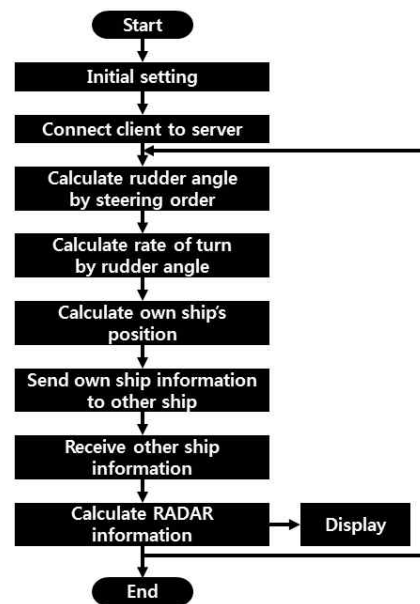 Start
Initial setting
Connect client to server
Calculate rudder angle
by steering order
Calculate rate of turn
by rudder angle
Calculate own ship's
position
Send own ship information
to other ship
Receive other ship
information
Calculate RADAR
information
Display
End